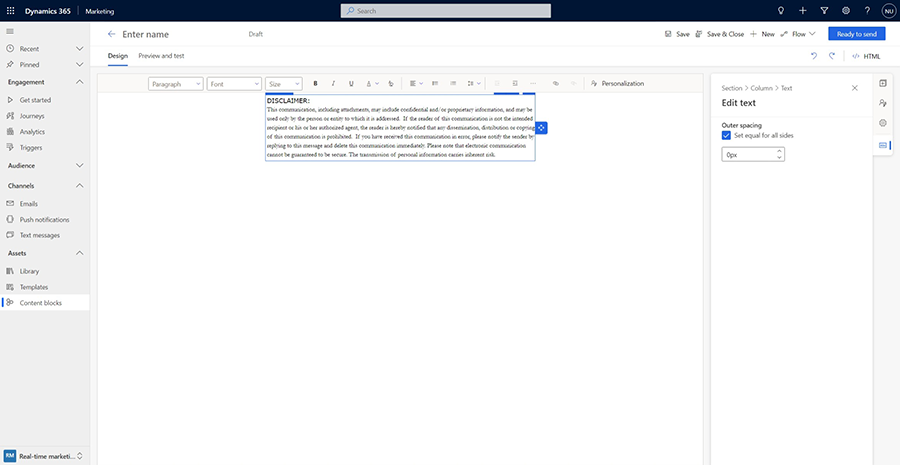 Dynamics 365 Marketing Search NU
Enter name Draft Save Save & Close New Flow Ready to send
Design Preview and test HTML
Recent
Pinned
Engagement
Get started
Journeys
Analytics
Triggers
Audience
Channels
Emails
Push notifications
Text messages
Assets
Library
Templates
Content blocks
RM Real-time marketi...
Paragraph Font Size B I U A Personalization
DISCLAIMER:
This communication, including attachments, may include confidential and/or proprietary information, and may be
used only by the person or entity to which it is addressed. If the reader of this communication is not the intended
recipient or his or her authorized agent, the reader is hereby notified that any dissemination, distribution or copying
of this communication is prohibited. If you have received this communication in error, please notify the sender by
replying to this message and delete this communication immediately. Please note that electronic communication
cannot be guaranteed to be secure. The transmission of personal information carries inherent risk.
Section > Column > Text
Edit text
Outer spacing
Set equal for all sides
0px